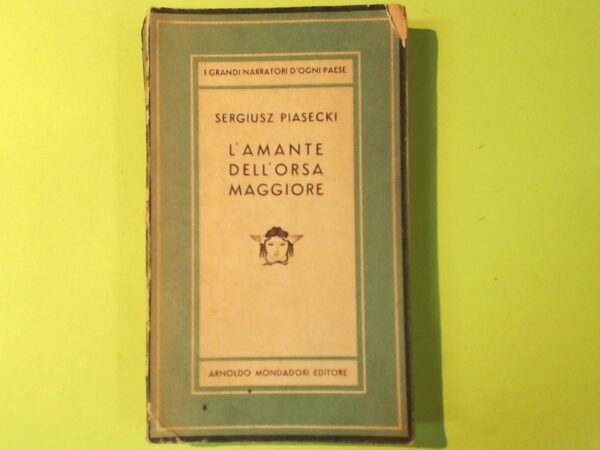 I GRANDI NARRATORI D'OGNI PAESE
SERGIUSZ PIASECKI
L'AMANTE
DELL'ORSA
MAGGIORE
ARNOLDO MONDADORI EDITORE